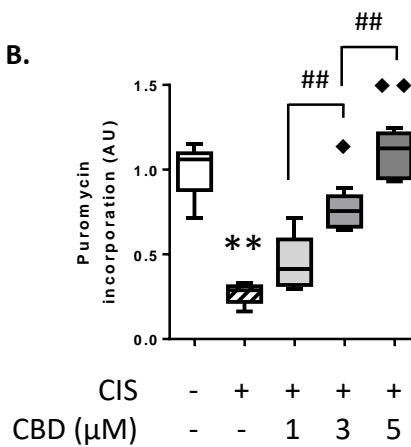 B.
##
##
Puromycin
incorporation (AU)
1.5
1.0
0.5
0.0
**
◆
◆ ◆
CIS - + + + +
CBD (µM) - - 1 3 5